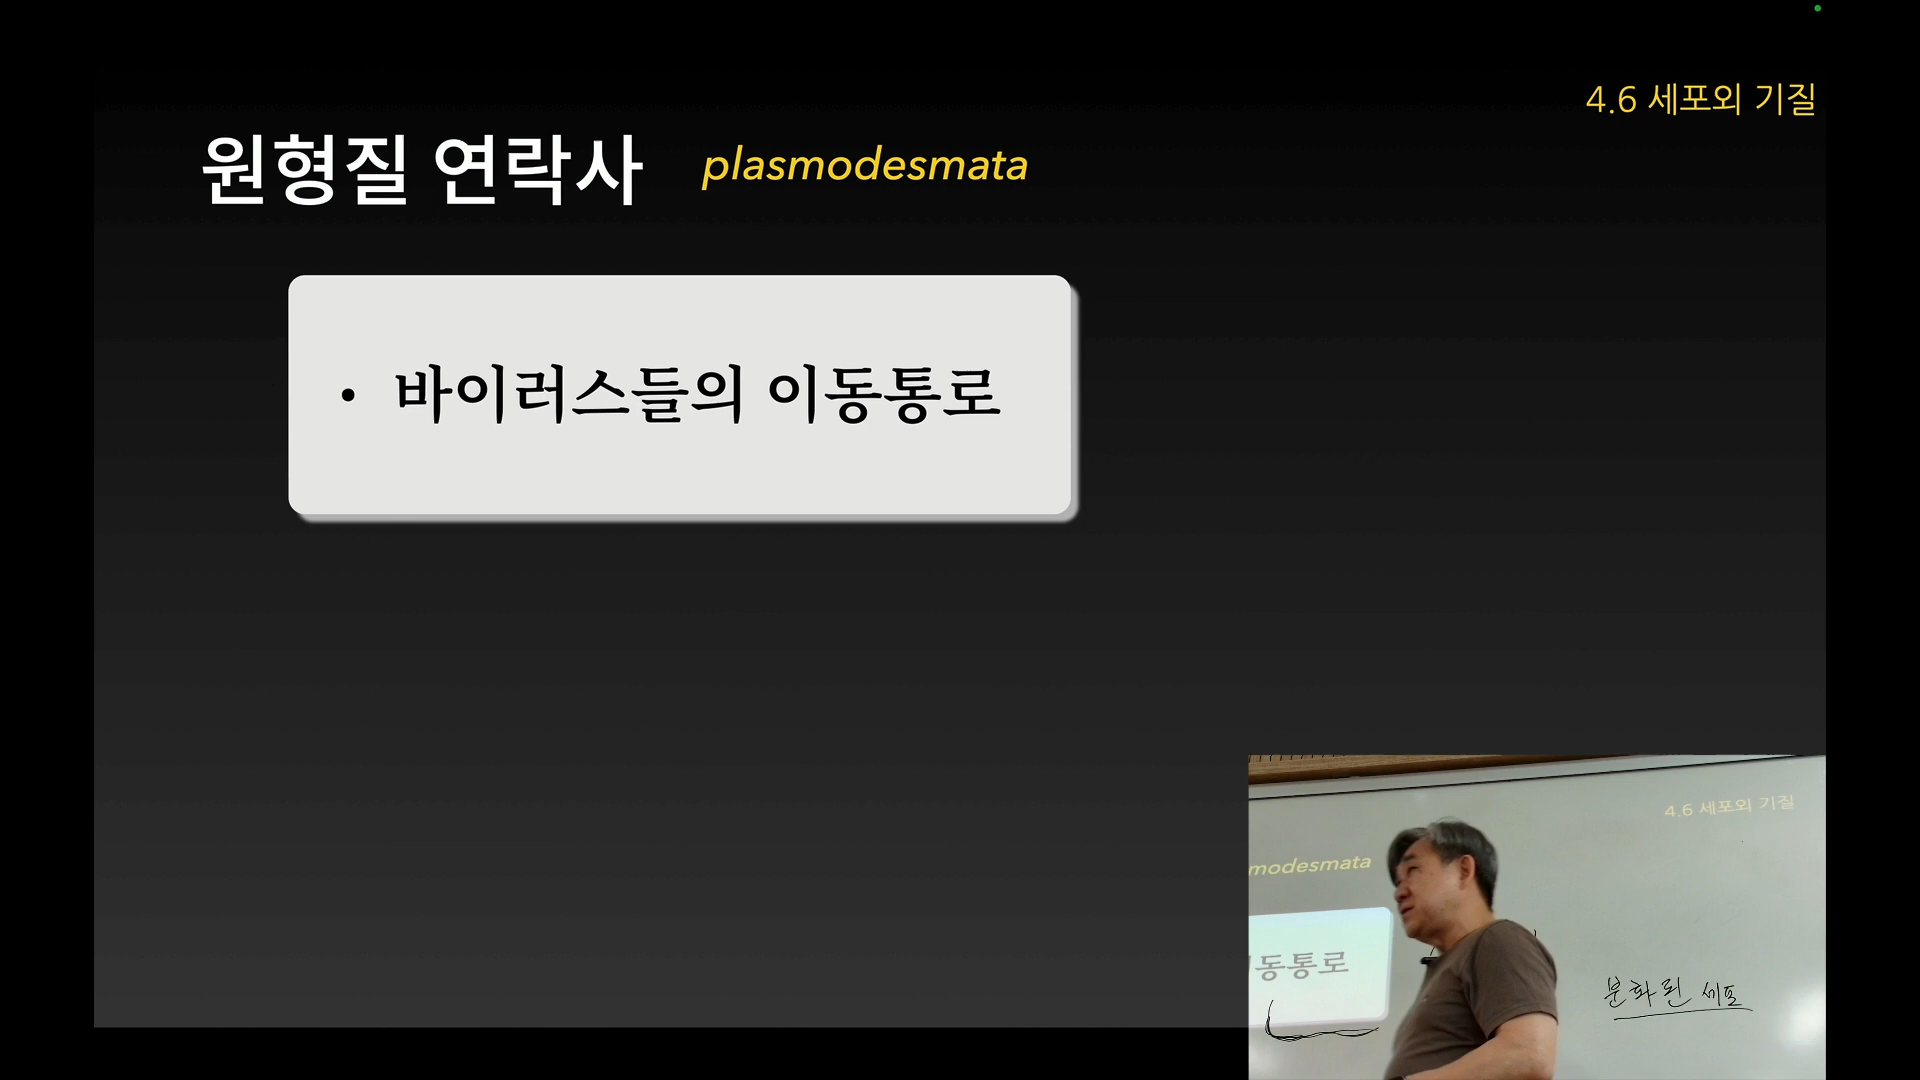 4.6 세포외 기질
원형질 연락사 plasmodesmata
• 바이러스들의 이동통로
4.6 세포외 기질
modesmata
동통로
분화된 세포